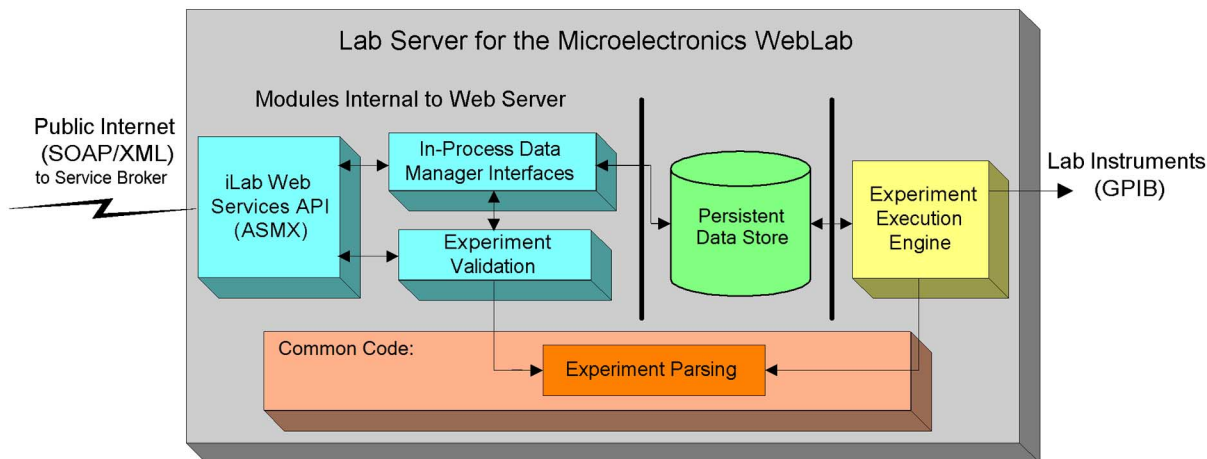 Lab Server for the Microelectronics WebLab
Modules Internal to Web Server
Public Internet
(SOAP/XML)
to Service Broker
iLab Web
Services API
(ASMX)
In-Process Data
Manager Interfaces
Experiment
Validation
Persistent
Data Store
Experiment
Execution
Engine
Lab Instruments
(GPIB)
Common Code:
Experiment Parsing